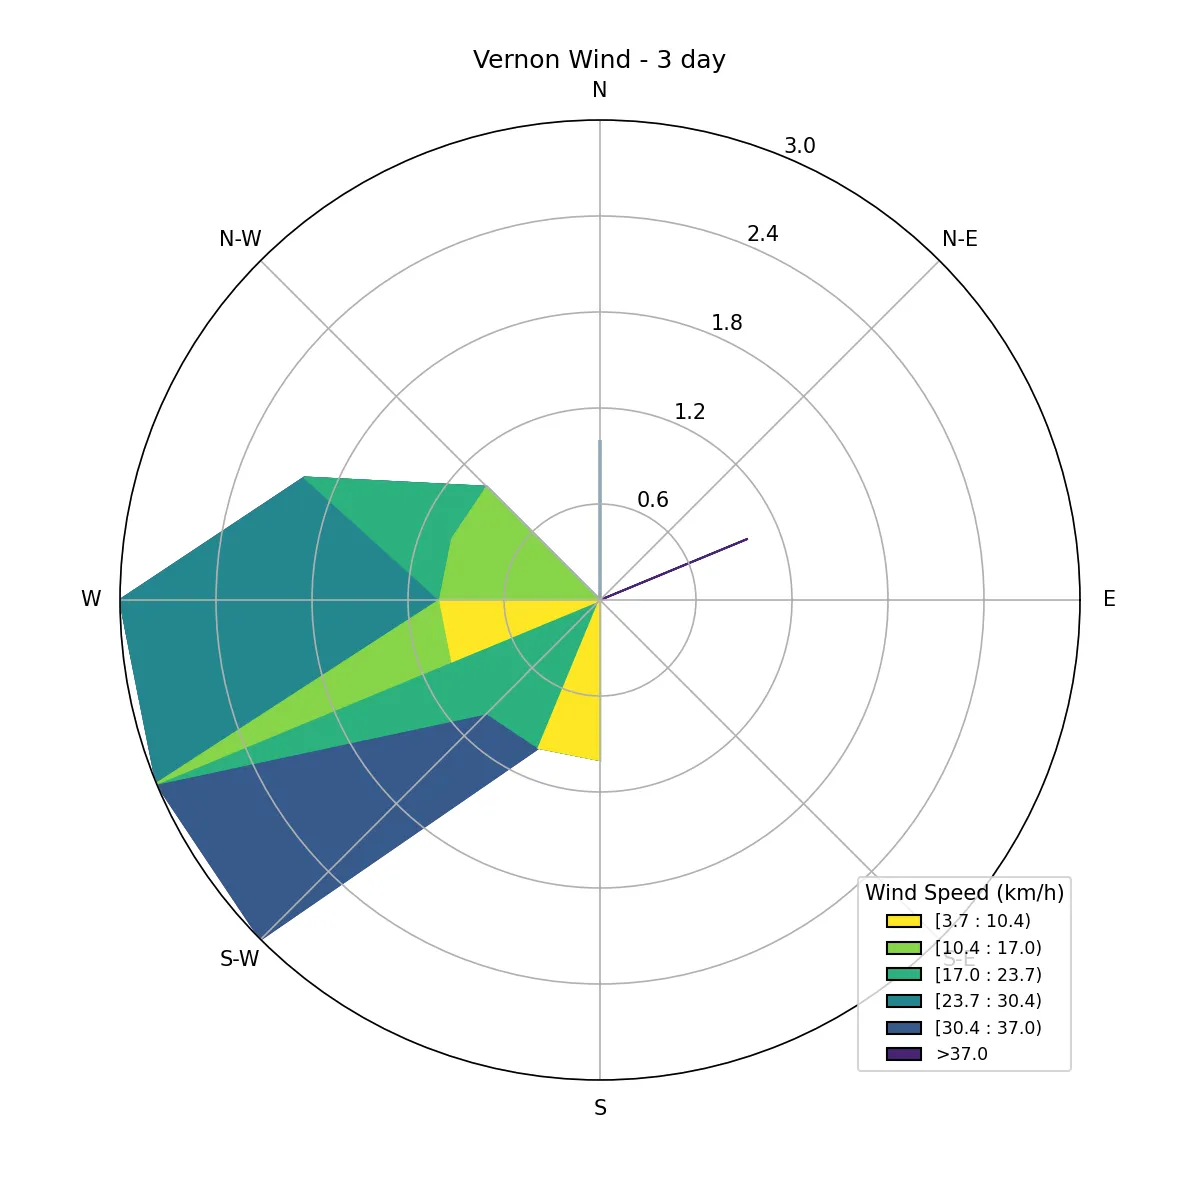 Vernon Wind - 3 day
N
3.0
N-W
2.4
N-E
1.8
1.2
0.6
W
E
S-W
S-E
S
Wind Speed (km/h)
[3.7 : 10.4)
[10.4 : 17.0)
[17.0 : 23.7)
[23.7 : 30.4)
[30.4 : 37.0)
>37.0